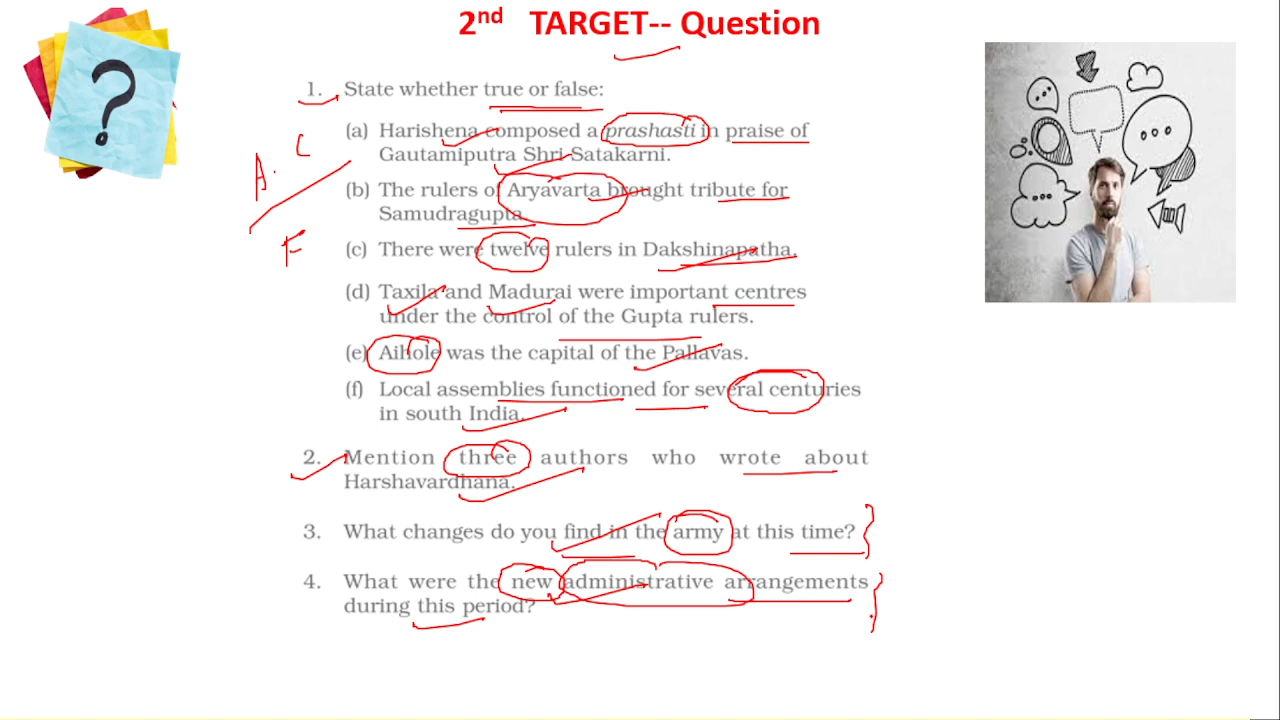 2nd TARGET-- Question
1. State whether true or false:
(a) Harishena composed a prashasti in praise of
Gautamiputra Shri Satakarni.
(b) The rulers of Aryavarta brought tribute for
Samudragupta.
(c) There were twelve rulers in Dakshinapatha.
(d) Taxila and Madurai were important centres
under the control of the Gupta rulers.
(e) Aihole was the capital of the Pallavas.
(f) Local assemblies functioned for several centuries
in south India.
2. Mention three authors who wrote about
Harshavardhana.
3. What changes do you find in the army at this time?
4. What were the new administrative arrangements
during this period?
A. C
F